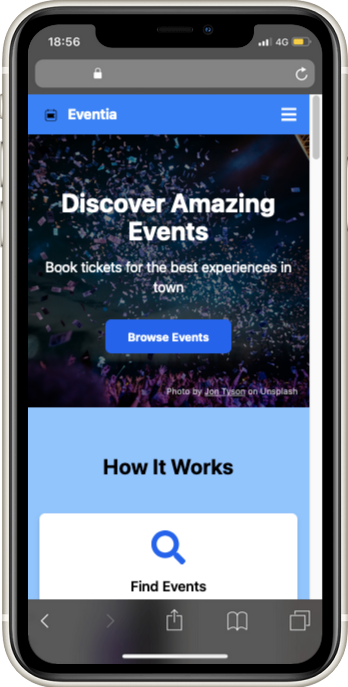 18:56
4G
Eventia
Discover Amazing
Events
Book tickets for the best experiences in
town
Browse Events
Photo by Jon Tyson on Unsplash
How It Works
Find Events